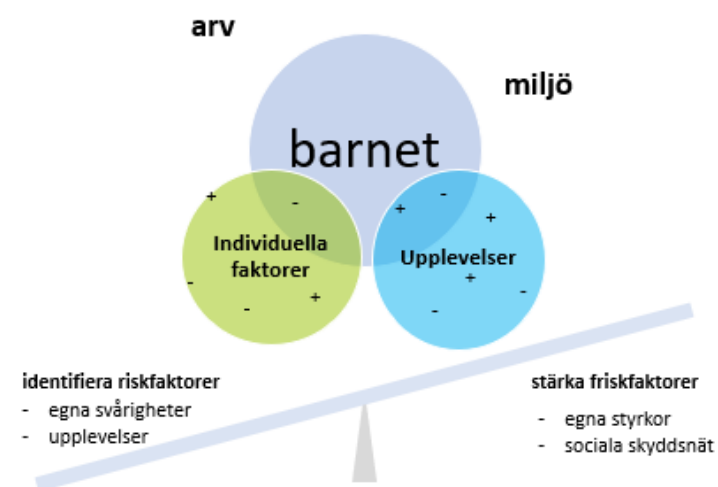 arv
miljö
barnet
+
-
Individuella
faktorer
-
-
+
+
-
+
Upplevelser
+
-
-
identifiera riskfaktorer
- egna svårigheter
- upplevelser
stärka friskfaktorer
- egna styrkor
- sociala skyddsnät